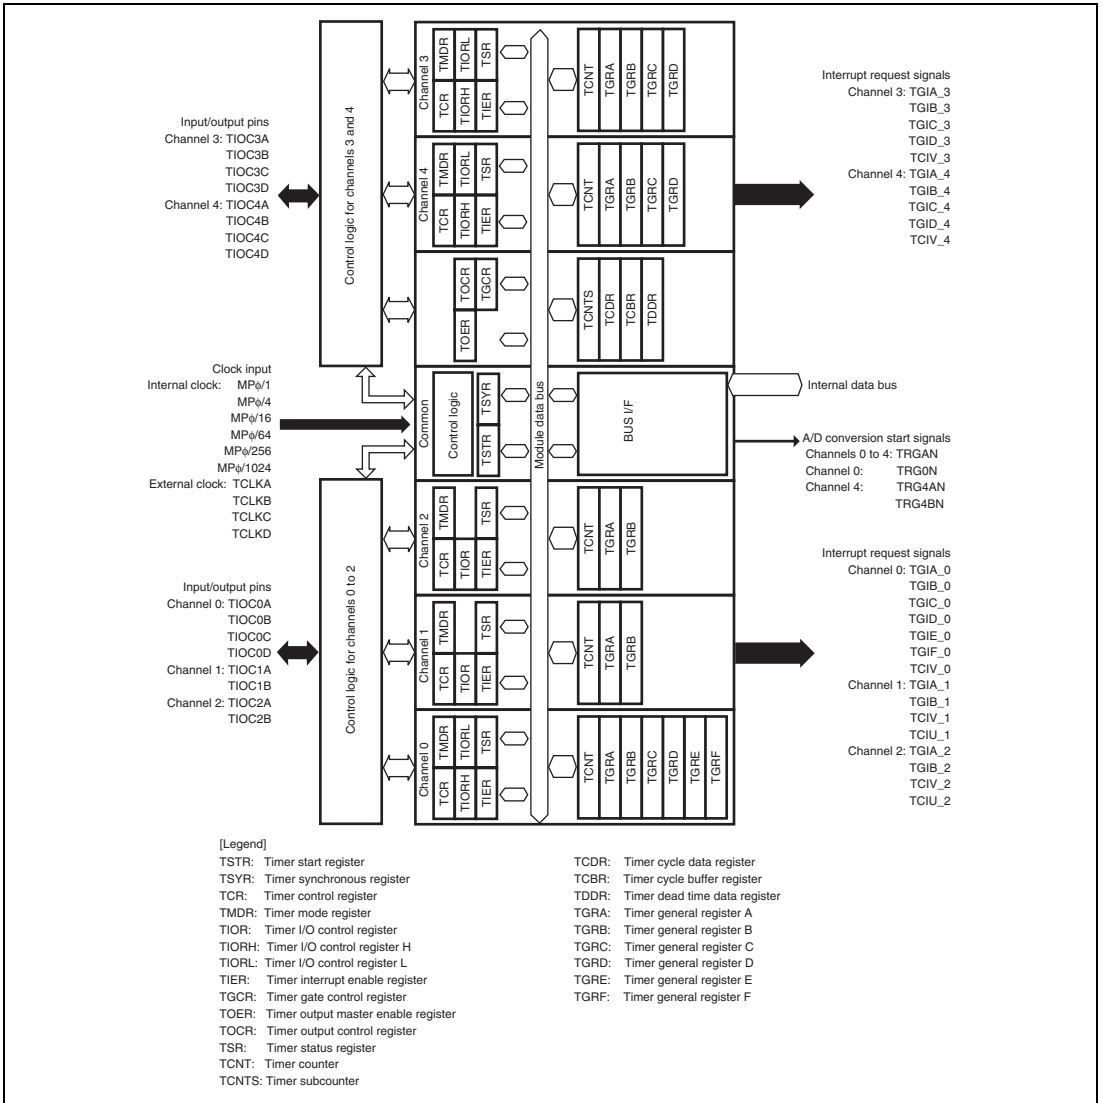 Input/output pins
Channel 3: TIOC3A
TIOC3B
TIOC3C
TIOC3D
Channel 4: TIOC4A
TIOC4B
TIOC4C
TIOC4D
Clock input
Internal clock: MPφ/1
MPφ/4
MPφ/16
MPφ/64
MPφ/256
MPφ/1024
External clock: TCLKA
TCLKB
TCLKC
TCLKD
Input/output pins
Channel 0: TIOC0A
TIOC0B
TIOC0C
TIOC0D
Channel 1: TIOC1A
TIOC1B
Channel 2: TIOC2A
TIOC2B
Control logic for channels 3 and 4
Control logic for channels 0 to 2
Channel 3
TCR
TMDR
TIORH
TIORL
TIER
TSR
TCNT
TGRA
TGRB
TGRC
TGRD
Channel 4
TCR
TMDR
TIORH
TIORL
TIER
TSR
TCNT
TGRA
TGRB
TGRC
TGRD
TOER
TOCR
TGCR
TCNTS
TCDR
TCBR
TDDR
Common
Control logic
TSTR
TSYR
Module data bus
BUS I/F
Channel 2
TCR
TMDR
TIOR
TIER
TSR
TCNT
TGRA
TGRB
Channel 1
TCR
TMDR
TIOR
TIER
TSR
TCNT
TGRA
TGRB
Channel 0
TCR
TMDR
TIORH
TIORL
TIER
TSR
TCNT
TGRA
TGRB
TGRC
TGRD
TGRE
TGRF
Interrupt request signals
Channel 3: TGIA_3
TGIB_3
TGIC_3
TGID_3
TCIV_3
Channel 4: TGIA_4
TGIB_4
TGIC_4
TGID_4
TCIV_4
Internal data bus
A/D conversion start signals
Channels 0 to 4: TRGAN
Channel 0: TRG0N
Channel 4: TRG4AN
TRG4BN
Interrupt request signals
Channel 0: TGIA_0
TGIB_0
TGIC_0
TGID_0
TGIE_0
TGIF_0
TCIV_0
Channel 1: TGIA_1
TGIB_1
TCIV_1
TCIU_1
Channel 2: TGIA_2
TGIB_2
TCIV_2
TCIU_2
[Legend]
TSTR: Timer start register
TSYR: Timer synchronous register
TCR: Timer control register
TMDR: Timer mode register
TIOR: Timer I/O control register
TIORH: Timer I/O control register H
TIORL: Timer I/O control register L
TIER: Timer interrupt enable register
TGCR: Timer gate control register
TOER: Timer output master enable register
TOCR: Timer output control register
TSR: Timer status register
TCNT: Timer counter
TCNTS: Timer subcounter
TCDR: Timer cycle data register
TCBR: Timer cycle buffer register
TDDR: Timer dead time data register
TGRA: Timer general register A
TGRB: Timer general register B
TGRC: Timer general register C
TGRD: Timer general register D
TGRE: Timer general register E
TGRF: Timer general register F